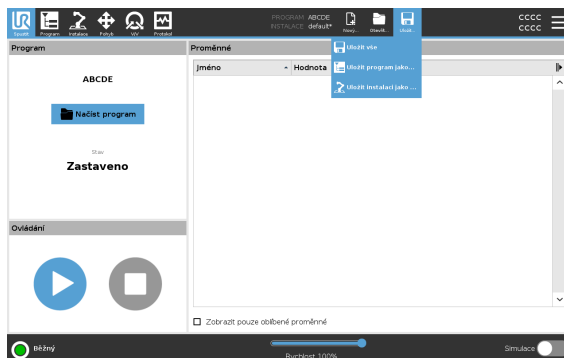 UR
PROGRAM ABCDE
INSTALACE default*
CCCC
CCCC
Spustit Program Instalace Pohyb V/V Protokol
Nový... Otevřít... Uložit...
Program
Proměnné
Uložit vše
Uložit program jako...
Uložit instalaci jako ...
Jméno Hodnota
ABCDE
Načíst program
Stav
Zastaveno
Ovládání
Zobrazit pouze oblíbené proměnné
Běžný
Rychlost 100%
Simulace